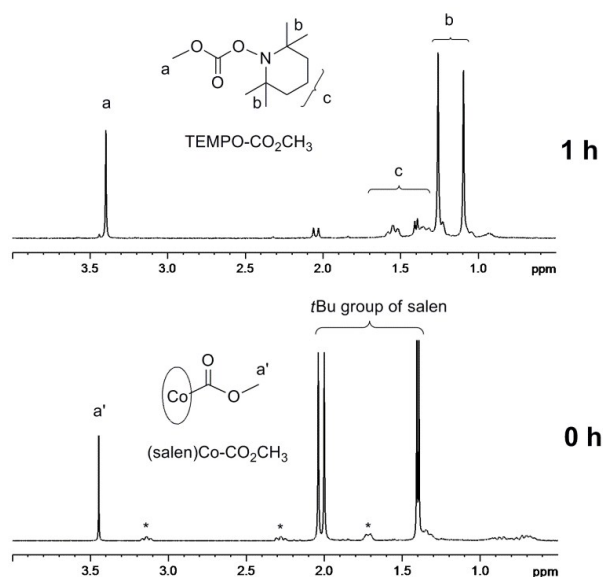 b
b
O
O
N
a
O
b
c
a
TEMPO-CO2CH3
1 h
c
3.5 3.0 2.5 2.0 1.5 1.0 ppm
tBu group of salen
O
a'
Co
O
a'
(salen)Co-CO2CH3
0 h
* * *
3.5 3.0 2.5 2.0 1.5 1.0 ppm